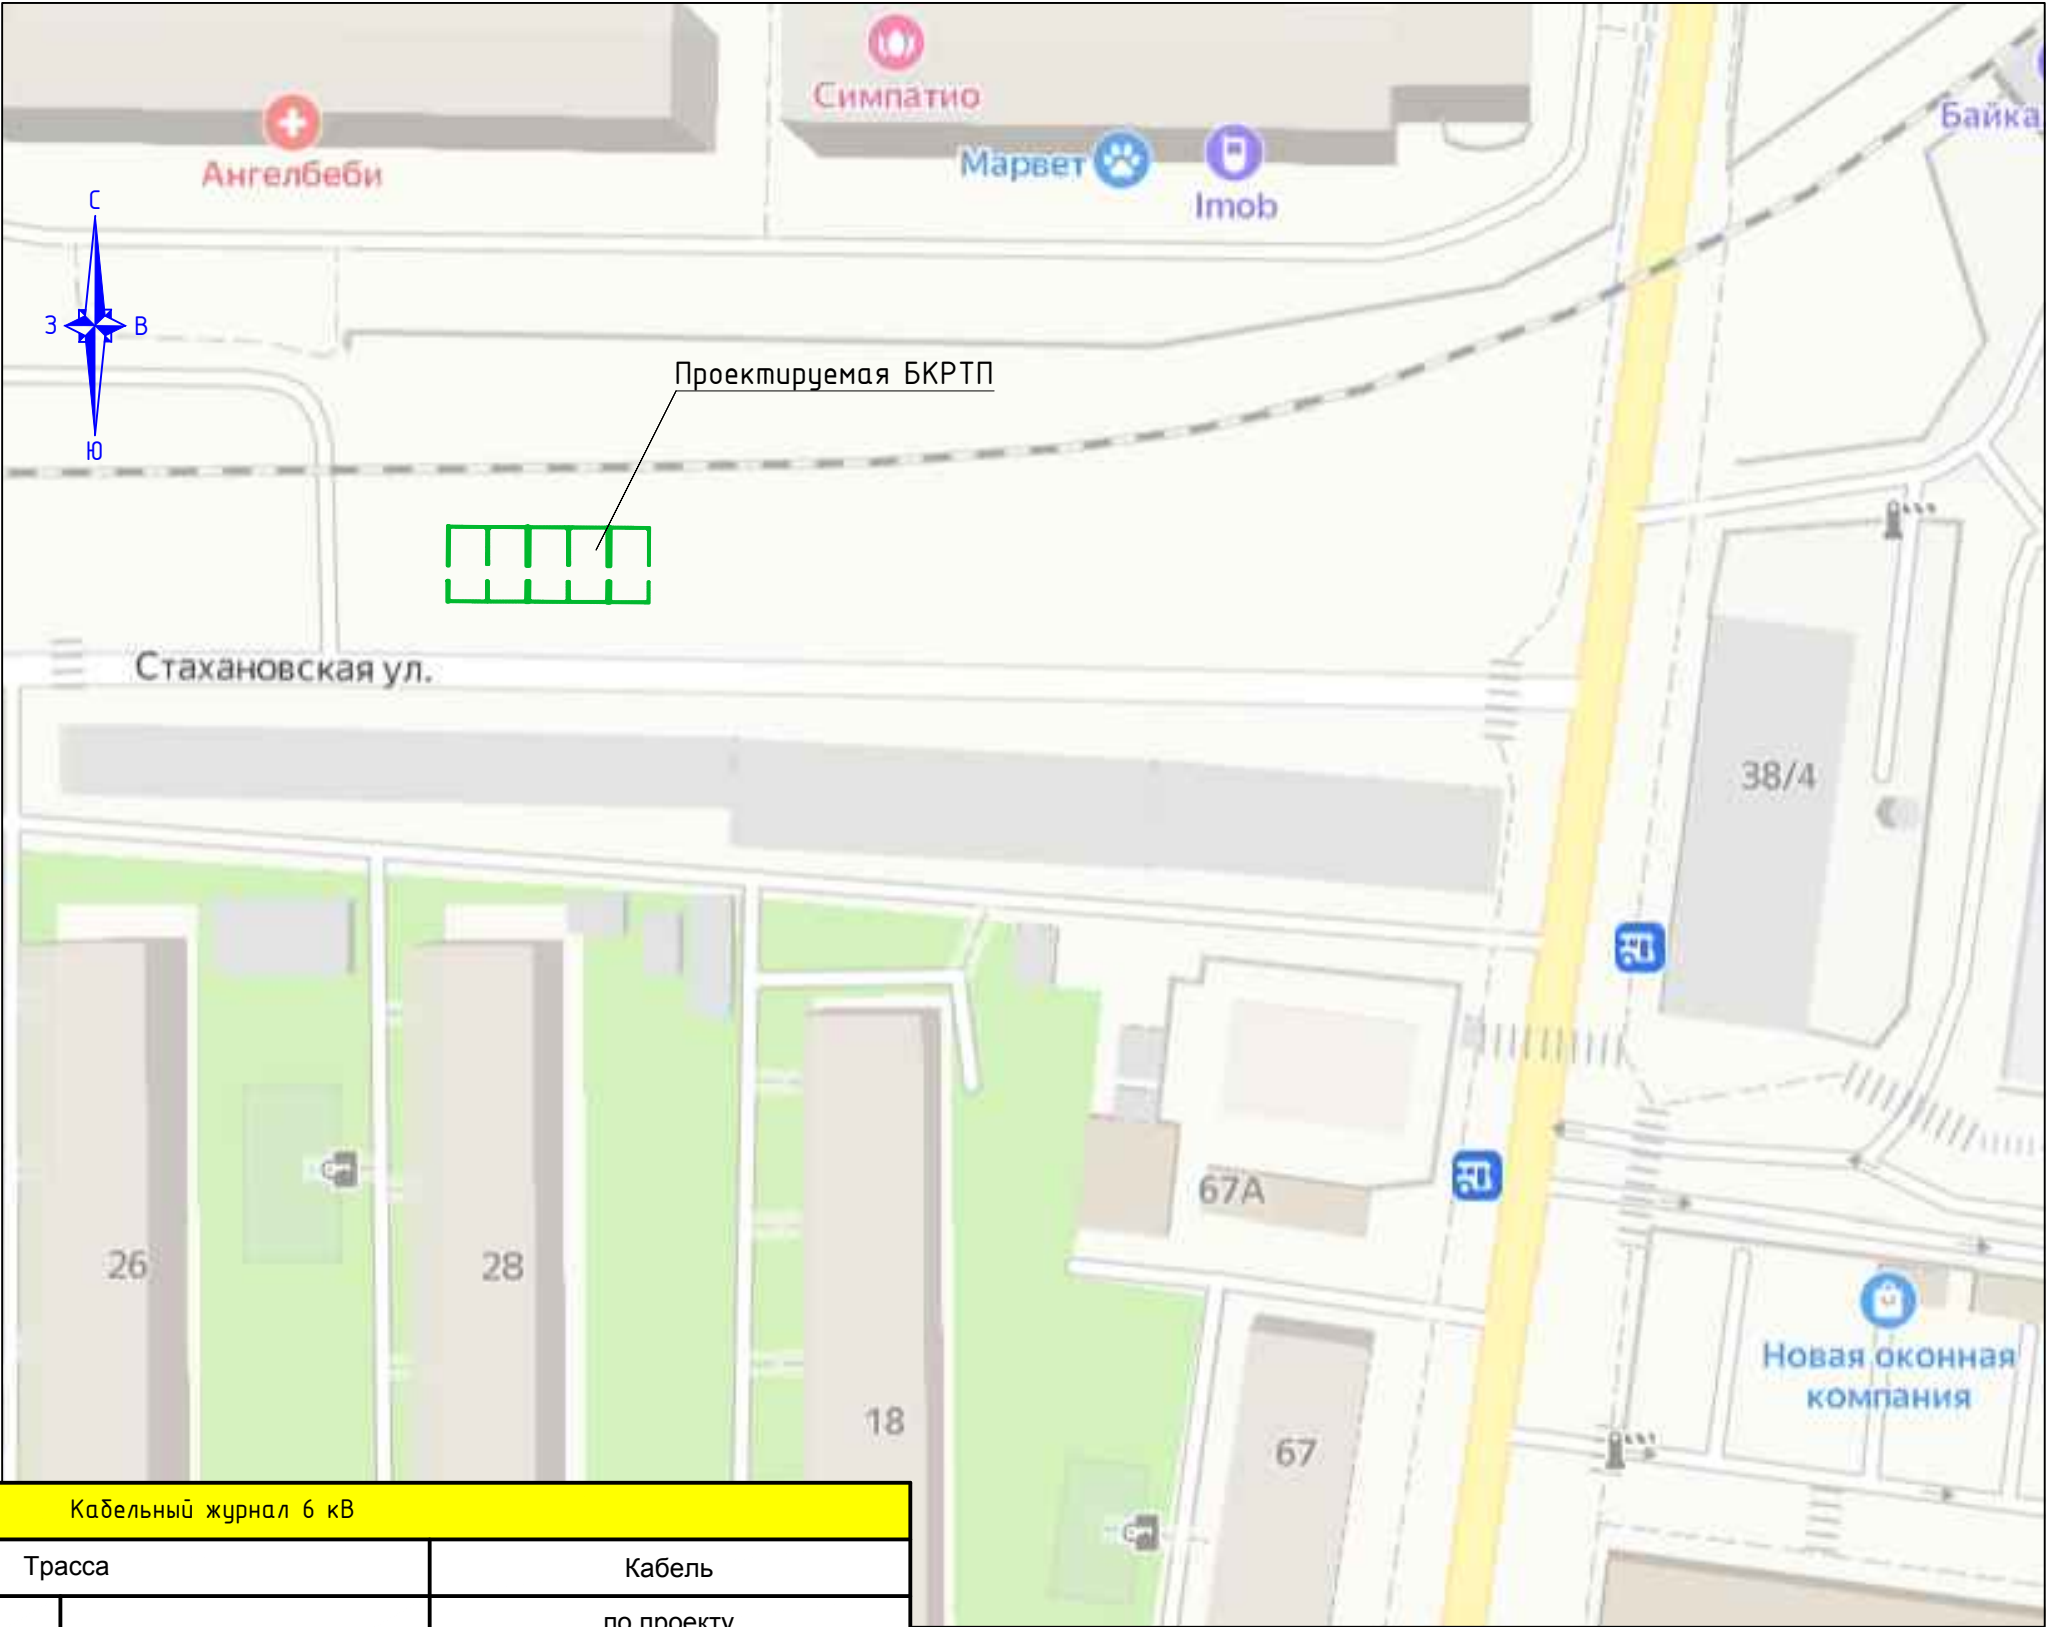 Симпатио
Байка
Ангелбеби
Марвет
Imob
С
З
В
Ю
Проектируемая БКРТП
Стахановская ул.
38/4
67А
26
28
18
67
Новая оконная
компания
Кабельный журнал 6 кВ
Трасса
Кабель
по проекту